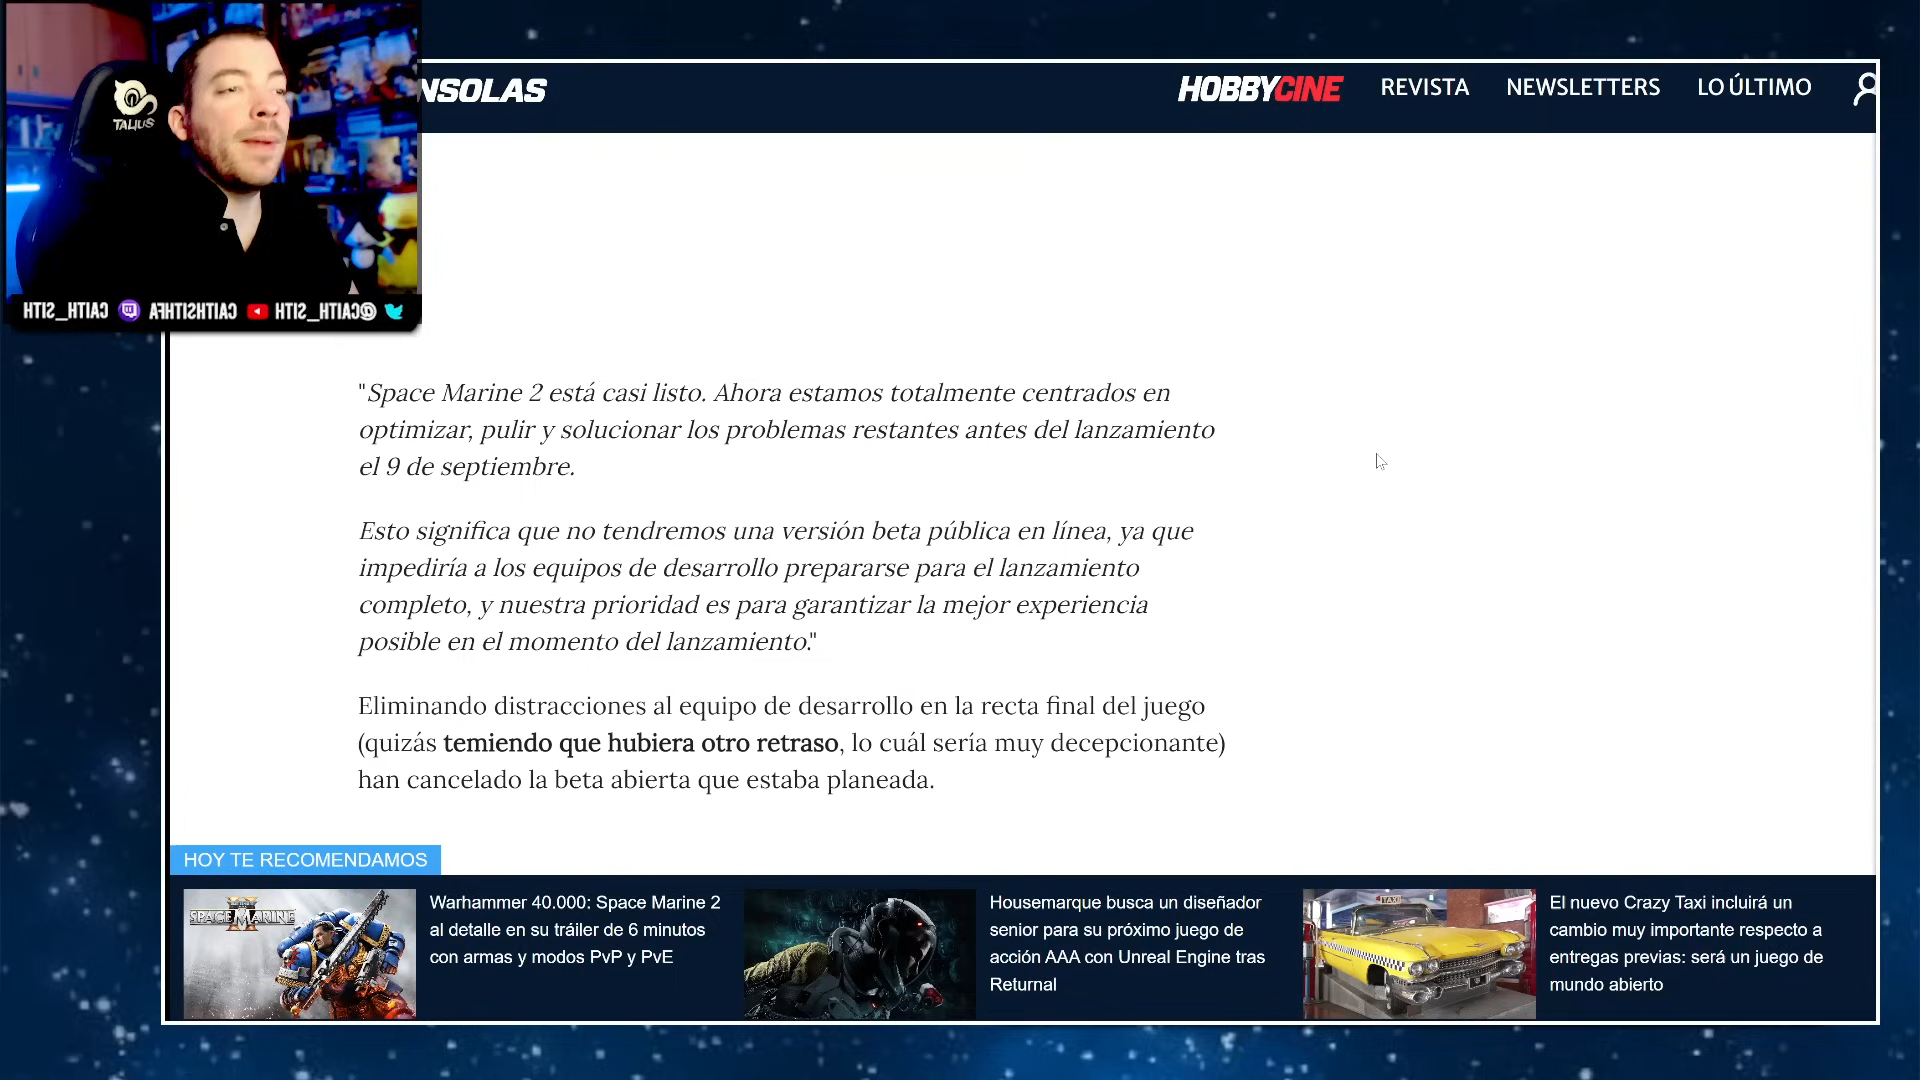 TALIUS
CAITH_SITH CAITHSITHFA @CAITH_SITH
NSOLAS
HOBBYCINE REVISTA NEWSLETTERS LO ÚLTIMO
"Space Marine 2 está casi listo. Ahora estamos totalmente centrados en
optimizar, pulir y solucionar los problemas restantes antes del lanzamiento
el 9 de septiembre.
Esto significa que no tendremos una versión beta pública en línea, ya que
impediría a los equipos de desarrollo prepararse para el lanzamiento
completo, y nuestra prioridad es para garantizar la mejor experiencia
posible en el momento del lanzamiento."
Eliminando distracciones al equipo de desarrollo en la recta final del juego
(quizás temiendo que hubiera otro retraso, lo cuál sería muy decepcionante)
han cancelado la beta abierta que estaba planeada.
HOY TE RECOMENDAMOS
SPACE MARINE
II
Warhammer 40.000: Space Marine 2
al detalle en su tráiler de 6 minutos
con armas y modos PvP y PvE
Housemarque busca un diseñador
senior para su próximo juego de
acción AAA con Unreal Engine tras
Returnal
TAXI
El nuevo Crazy Taxi incluirá un
cambio muy importante respecto a
entregas previas: será un juego de
mundo abierto